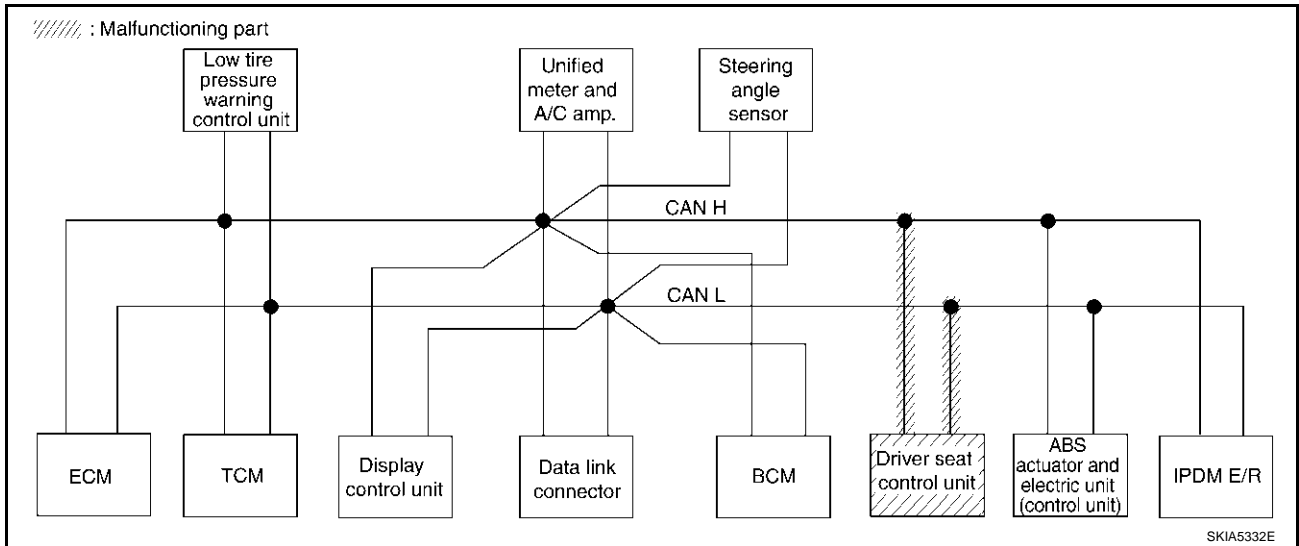 : Malfunctioning part
Low tire
pressure
warning
control unit
Unified
meter and
A/C amp.
Steering
angle
sensor
CAN H
CAN L
ECM
TCM
Display
control unit
Data link
connector
BCM
Driver seat
control unit
ABS
actuator and
electric unit
(control unit)
IPDM E/R
SKIA5332E